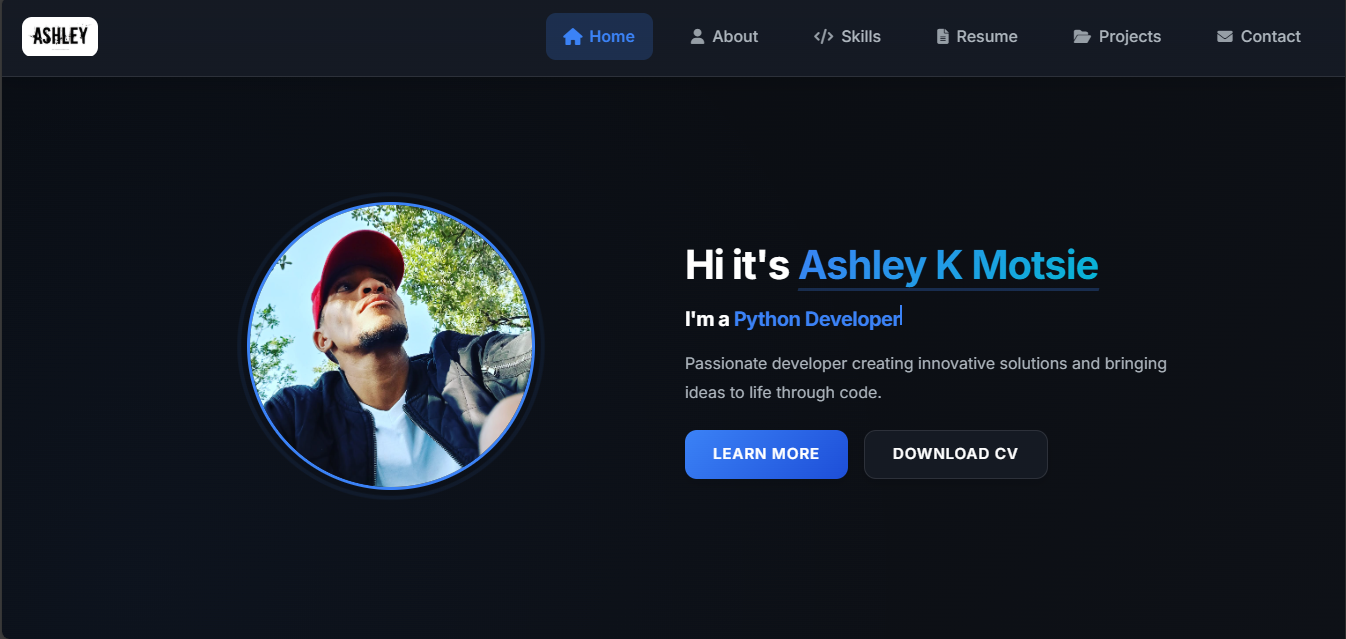 ASHLEY
Home
About
Skills
Resume
Projects
Contact
Hi it's Ashley K Motsie
I'm a Python Developer
Passionate developer creating innovative solutions and bringing
ideas to life through code.
LEARN MORE
DOWNLOAD CV